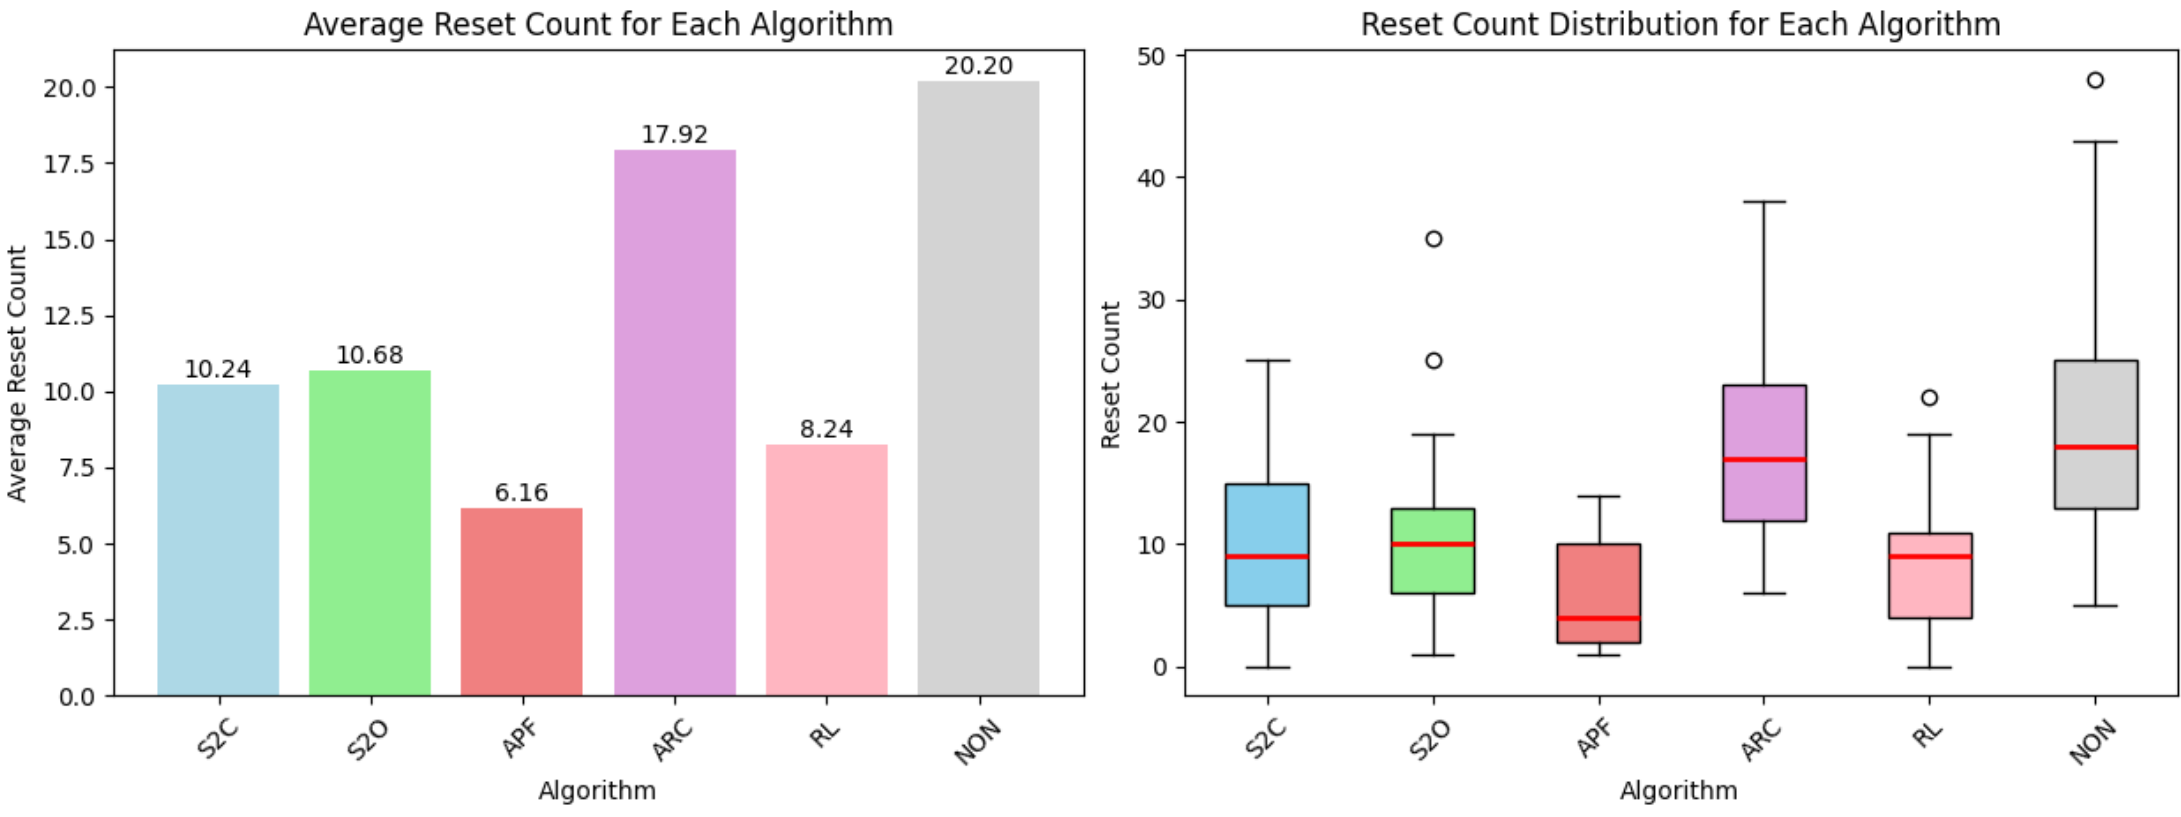 Average Reset Count for Each Algorithm
Average Reset Count
20.0
17.5
15.0
12.5
10.0
7.5
5.0
2.5
0.0
10.24
10.68
6.16
17.92
8.24
20.20
S2C
S2O
APF
ARC
RL
NON
Algorithm
Reset Count Distribution for Each Algorithm
Reset Count
50
40
30
20
10
0
S2C
S2O
APF
ARC
RL
NON
Algorithm